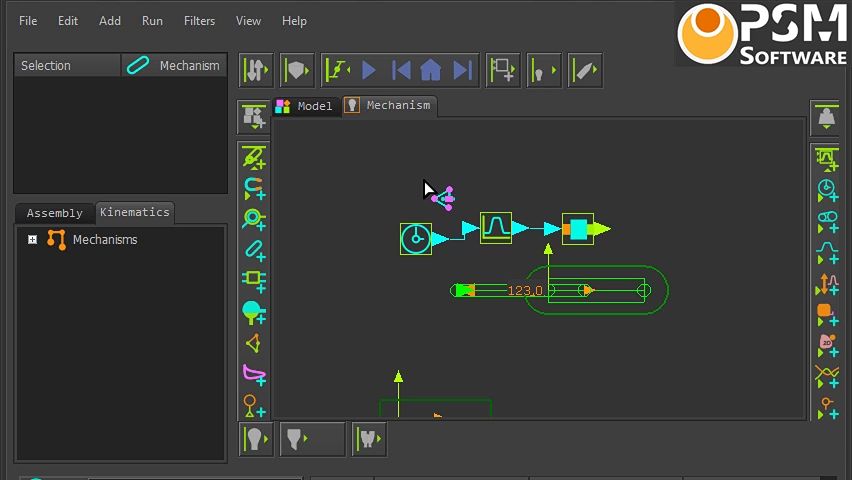 File Edit Add Run Filters View Help
PSM
SOFTWARE
Selection Mechanism
Model Mechanism
Assembly Kinematics
Mechanisms
123.0